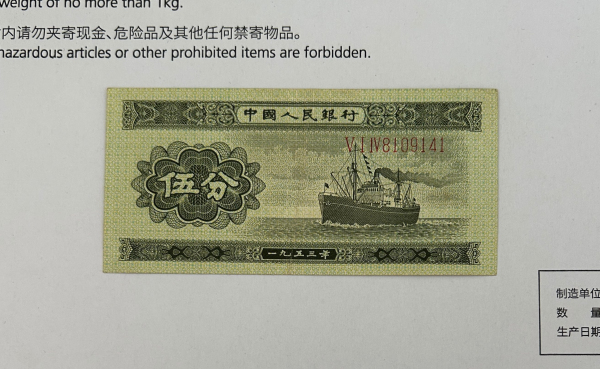 weight of no more than 1kg.
内请勿夹寄现金、危险品及其他任何禁寄物品。
hazardous articles or other prohibited items are forbidden.
中國人民銀行
V I IV 8109141
伍分
一九五三年
制造单位
数 量
生产日期